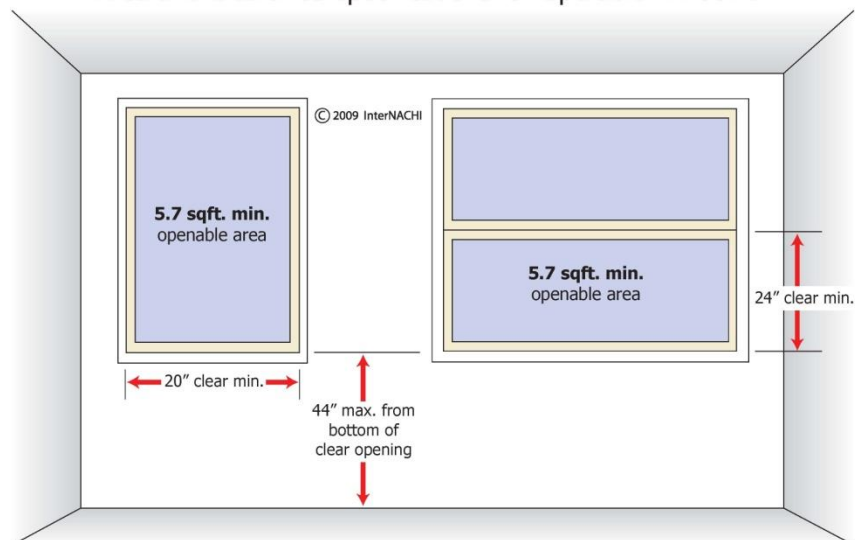 © 2009 InterNACHI
5.7 sqft. min.
openable area
5.7 sqft. min.
openable area
24” clear min.
20” clear min.
44” max. from
bottom of
clear opening